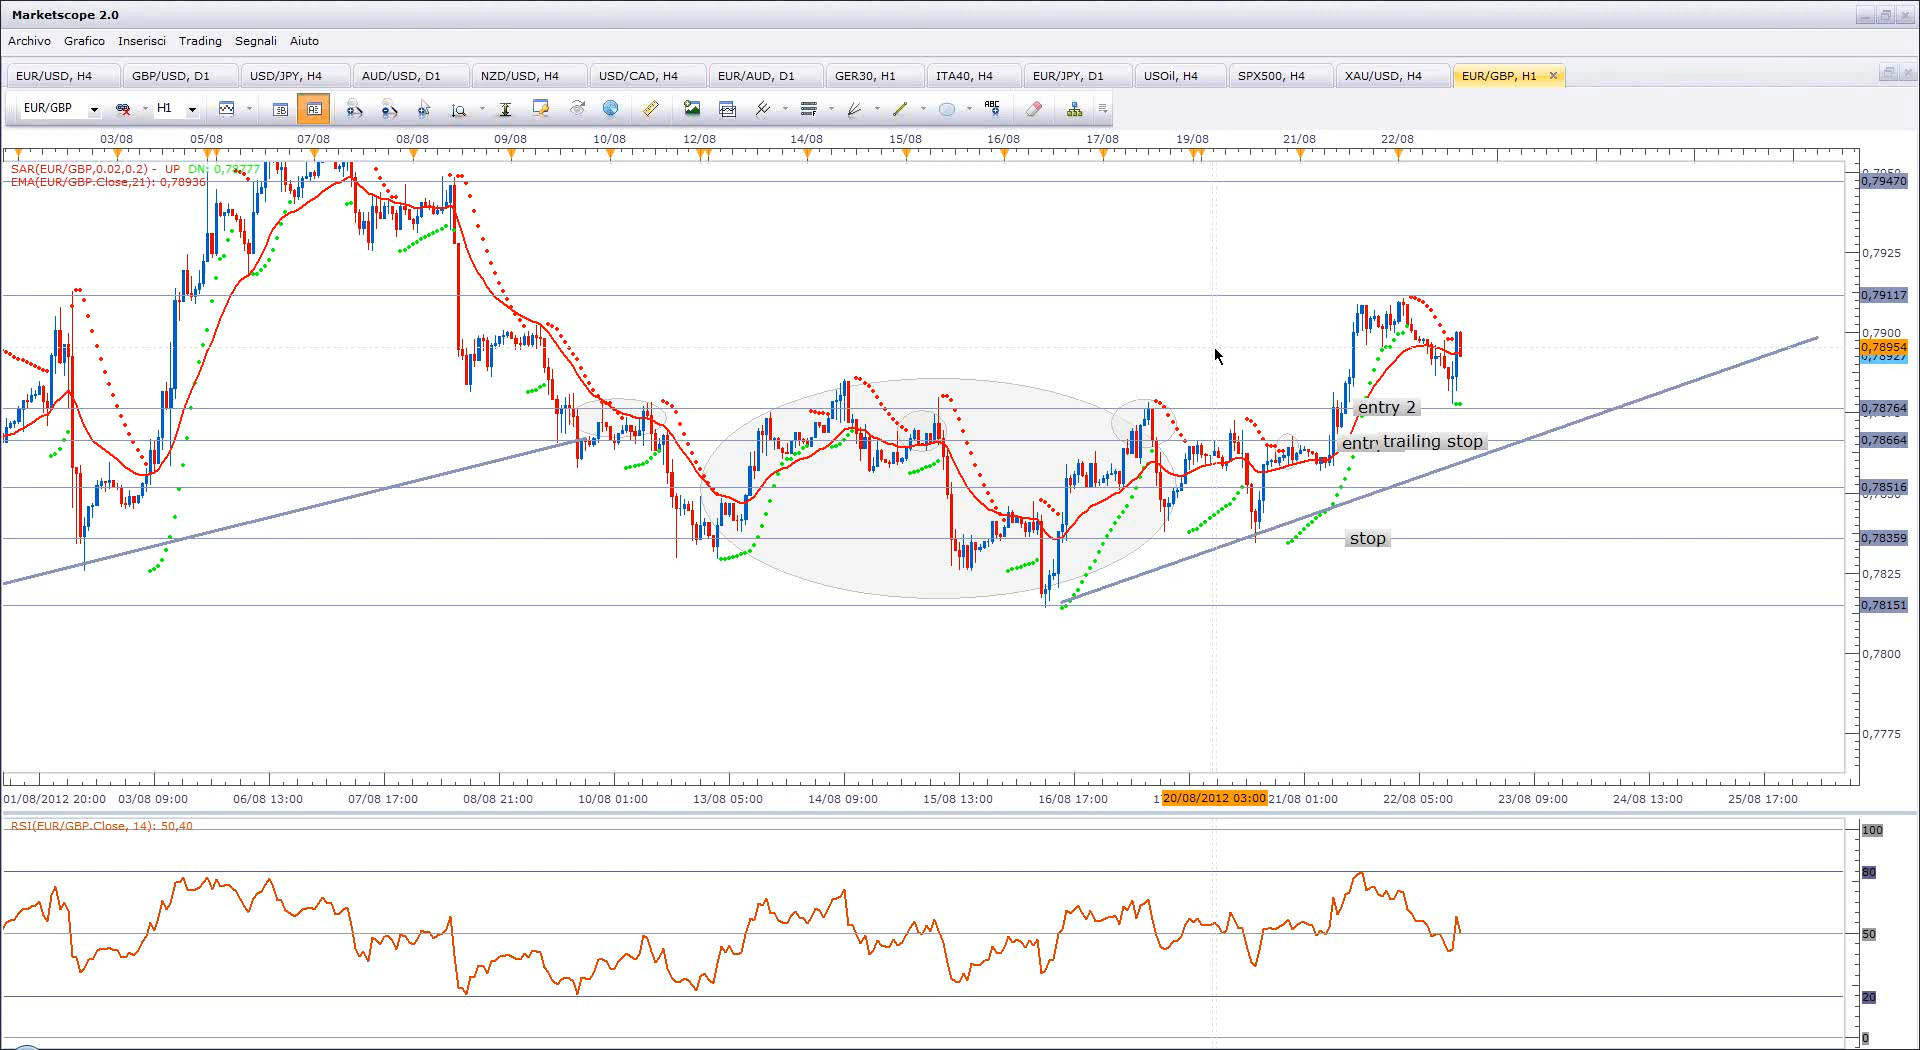 Marketscope 2.0
Archivo Grafico Inserisci Trading Segnali Aiuto
EUR/USD, H4 GBP/USD, D1 USD/JPY, H4 AUD/USD, D1 NZD/USD, H4 USD/CAD, H4 EUR/AUD, D1 GER30, H1 ITA40, H4 EUR/JPY, D1 USOil, H4 SPX500, H4 XAU/USD, H4 EUR/GBP, H1
EUR/GBP H1 ABC
03/08 05/08 07/08 08/08 09/08 10/08 12/08 14/08 15/08 16/08 17/08 19/08 21/08 22/08
SAR(EUR/GBP,0.02,0.2) - UP DN: 0,78777
EMA(EUR/GBP.Close,21): 0,78936
0,79470
0,7925
0,79117
0,7900
0,78954
0,78927
entry 2 0,78764
entry trailing stop 0,78664
0,78516
stop 0,78359
0,7825
0,78151
0,7800
0,7775
01/08/2012 20:00 03/08 09:00 06/08 13:00 07/08 17:00 08/08 21:00 10/08 01:00 13/08 05:00 14/08 09:00 15/08 13:00 16/08 17:00 20/08/2012 03:00 21/08 01:00 22/08 05:00 23/08 09:00 24/08 13:00 25/08 17:00
RSI(EUR/GBP.Close, 14): 50,40
100
80
50
20
0